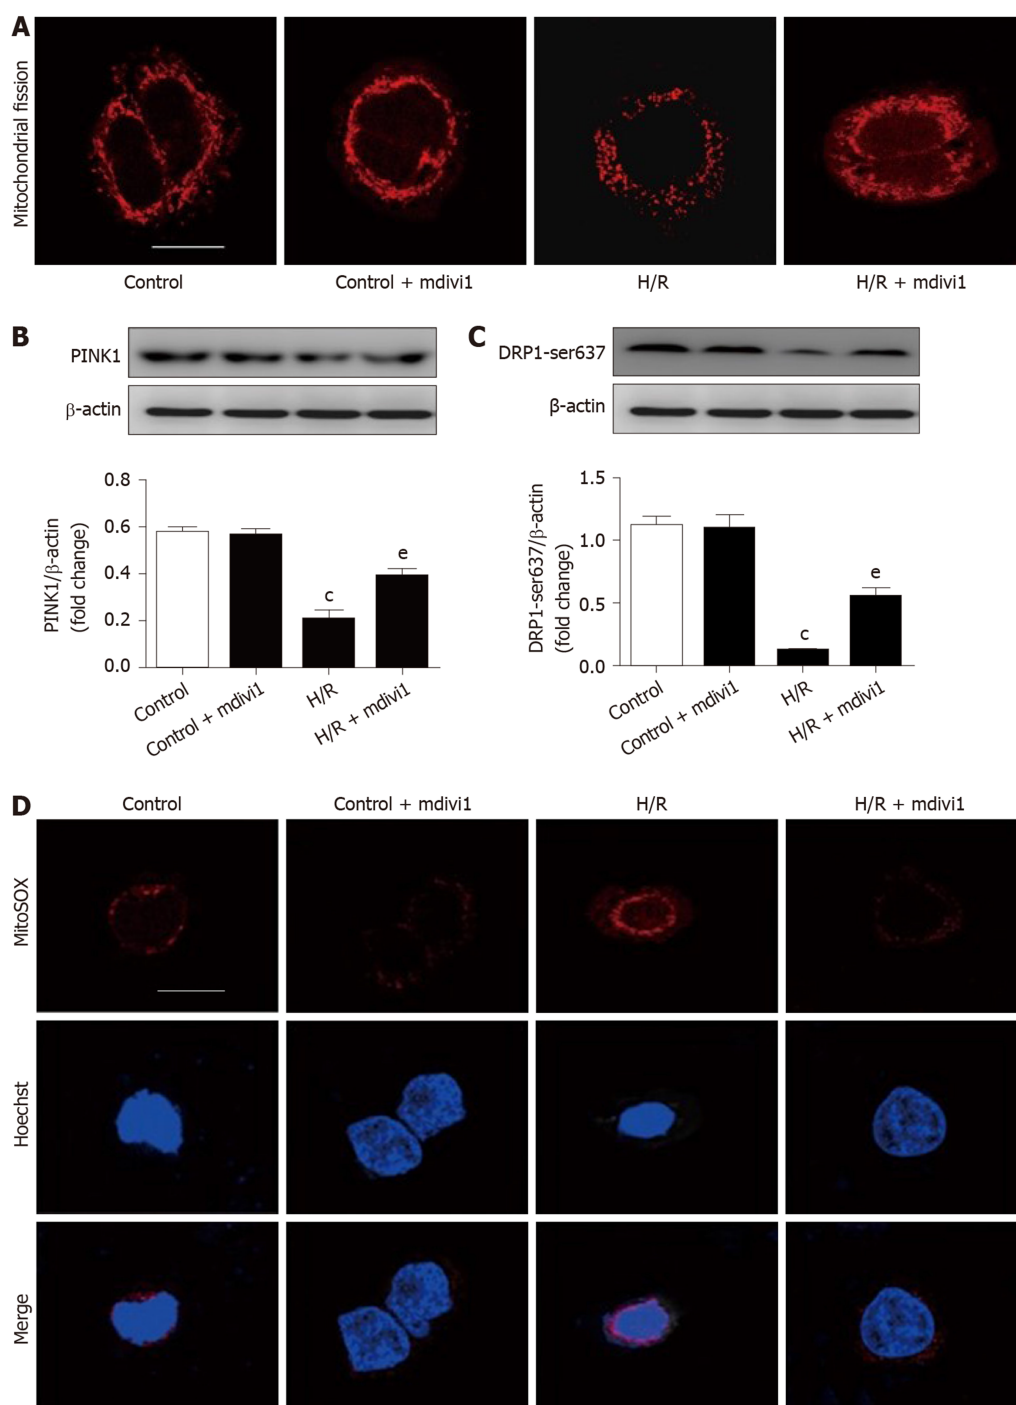 A
Mitochondrial fission
Control
Control + mdivi1
H/R
H/R + mdivi1
B
PINK1
β-actin
PINK1/β-actin
(fold change)
0.8
0.6
0.4
0.2
0.0
c
e
Control
Control + mdivi1
H/R
H/R + mdivi1
C
DRP1-ser637
β-actin
DRP1-ser637/β-actin
(fold change)
1.5
1.0
0.5
0.0
c
e
Control
Control + mdivi1
H/R
H/R + mdivi1
D
Control
Control + mdivi1
H/R
H/R + mdivi1
MitoSOX
Hoechst
Merge